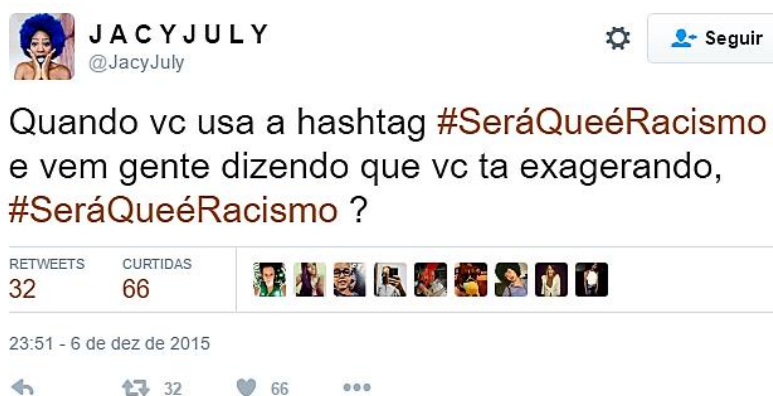 JACYJULY
@JacyJuly
Seguir
Quando vc usa a hashtag #SeráQueéRacismo
e vem gente dizendo que vc ta exagerando,
#SeráQueéRacismo ?
RETWEETS CURTIDAS
32 66
23:51 - 6 de dez de 2015
32 66